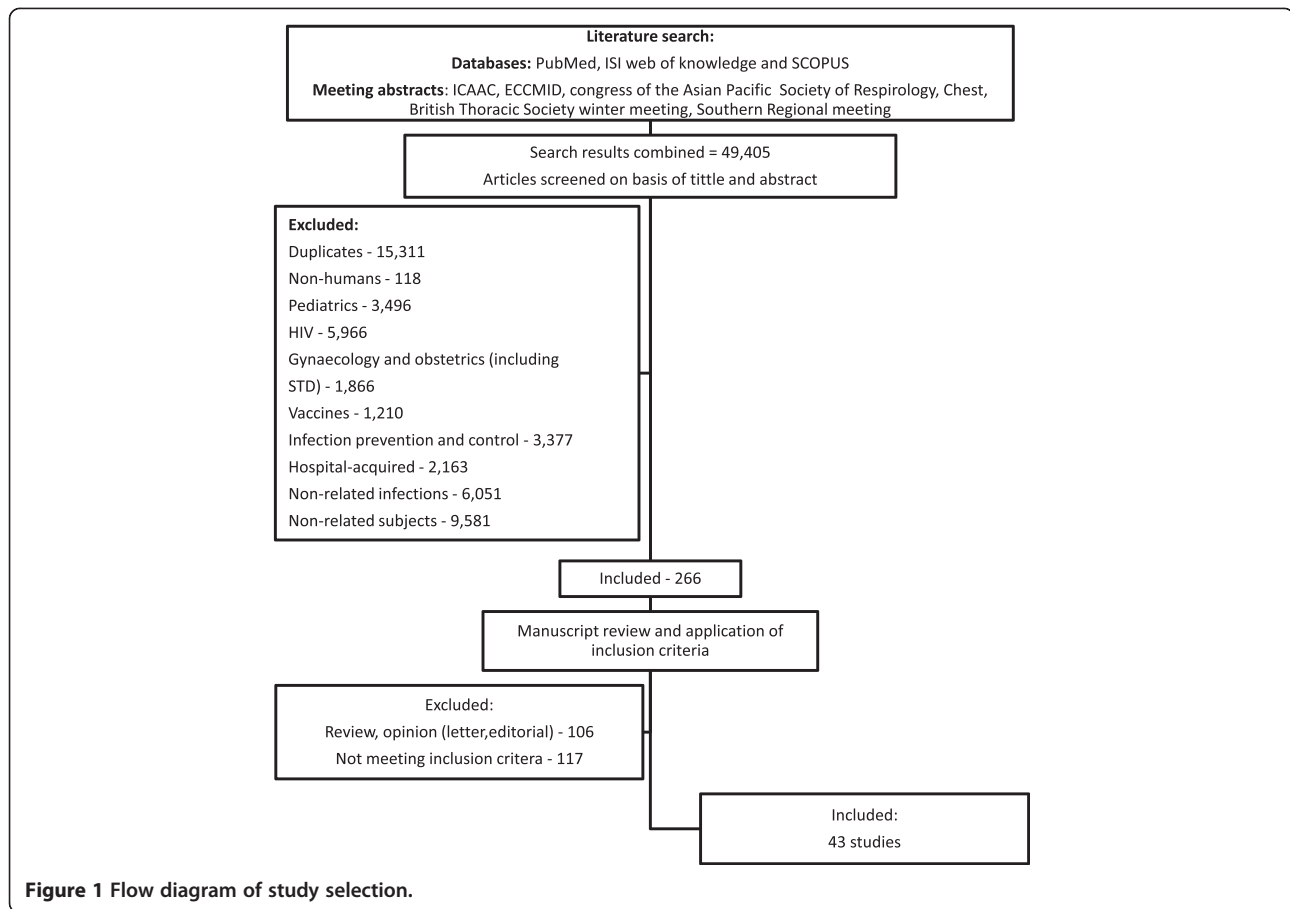 Literature search:
Databases: PubMed, ISI web of knowledge and SCOPUS
Meeting abstracts: ICAAC, ECCMID, congress of the Asian Pacific Society of Respirology, Chest,
British Thoracic Society winter meeting, Southern Regional meeting
Search results combined = 49,405
Articles screened on basis of tittle and abstract
Excluded:
Duplicates - 15,311
Non-humans - 118
Pediatrics - 3,496
HIV - 5,966
Gynaecology and obstetrics (including
STD) - 1,866
Vaccines - 1,210
Infection prevention and control - 3,377
Hospital-acquired - 2,163
Non-related infections - 6,051
Non-related subjects - 9,581
Included - 266
Manuscript review and application of
inclusion criteria
Excluded:
Review, opinion (letter,editorial) - 106
Not meeting inclusion critera - 117
Included:
43 studies
Figure 1 Flow diagram of study selection.